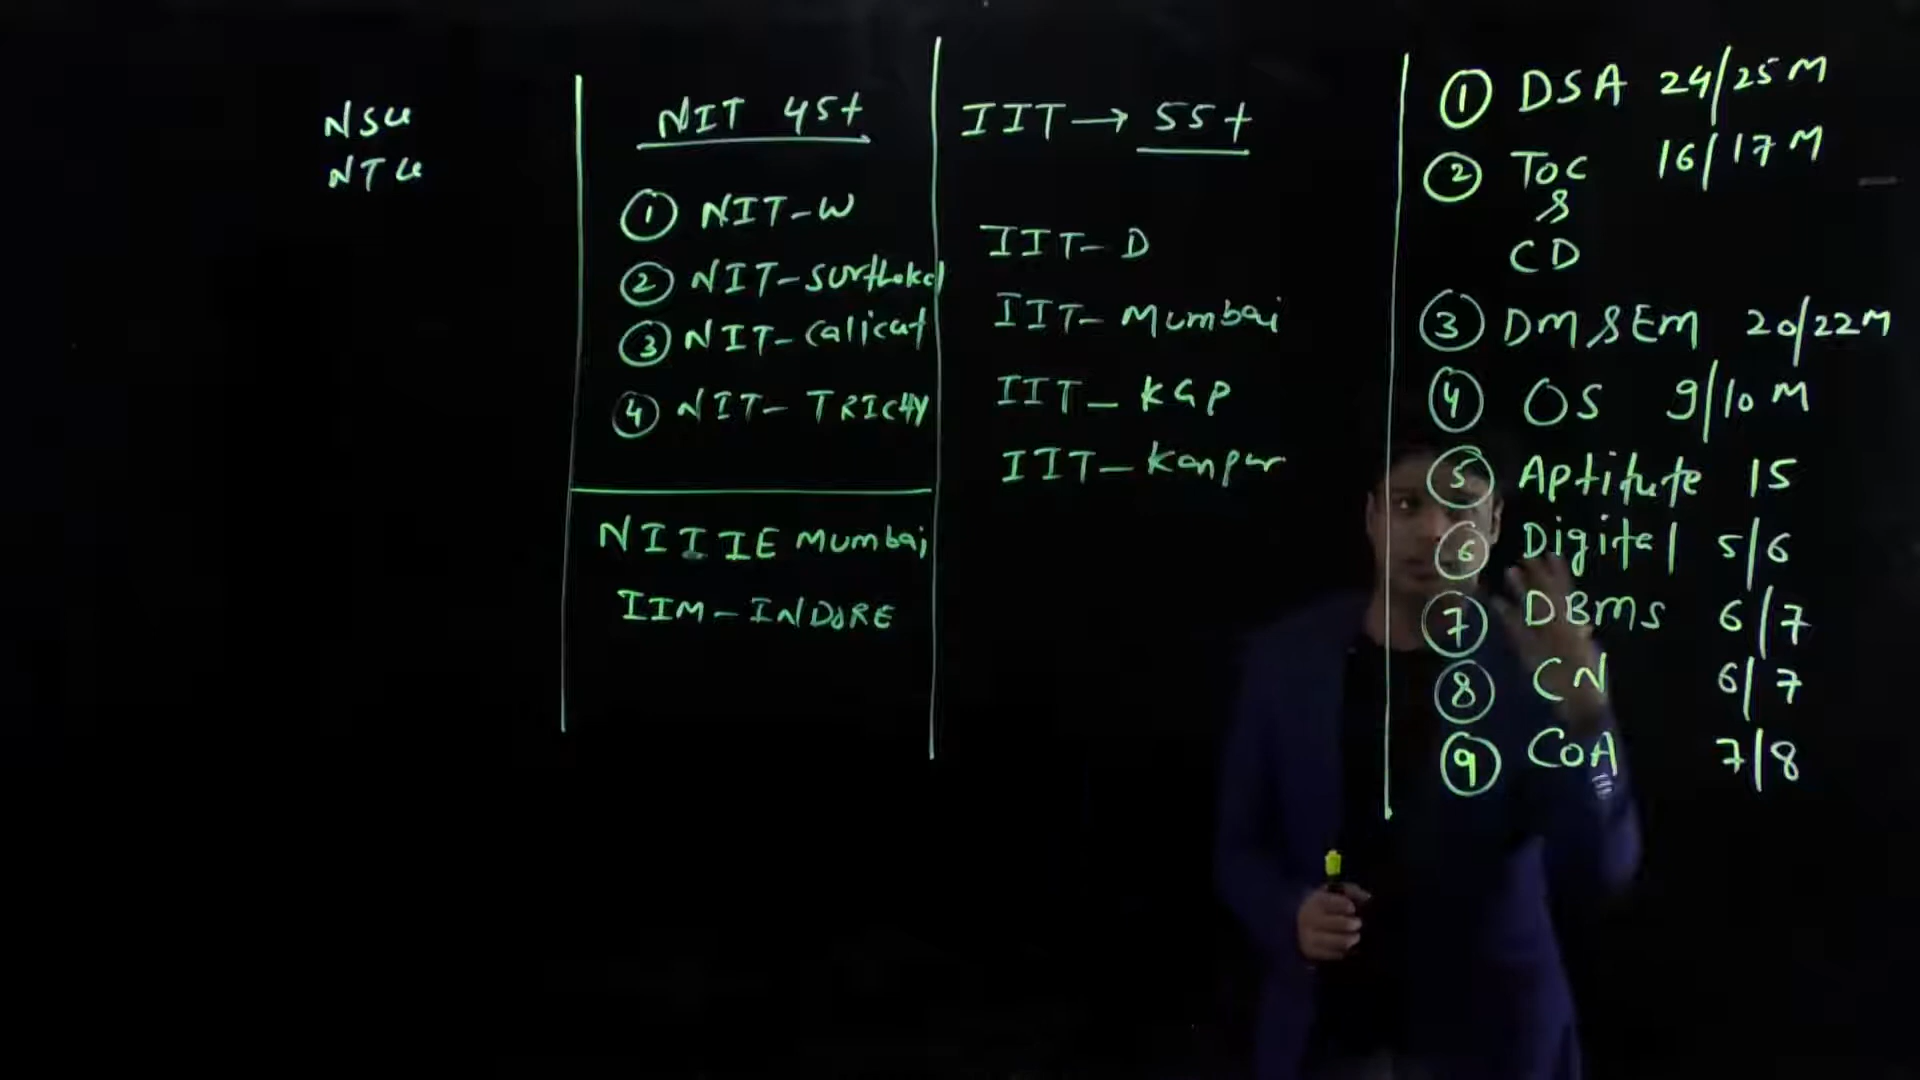 NSU
NTU
NIT 45+
① NIT-W
② NIT-Surthakal
③ NIT-Calicut
④ NIT-TRICHY
NITIE Mumbai
IIM-INDORE
IIT → 55+
IIT-D
IIT-Mumbai
IIT-KGP
IIT-Kanpur
① DSA 24/25M
② TOC 16/17M
&
CD
③ DM & EM 20/22M
④ OS 9/10M
⑤ Aptitute 15
⑥ Digital 5/6
⑦ DBMS 6/7
⑧ CN 6/7
⑨ COA 7/8